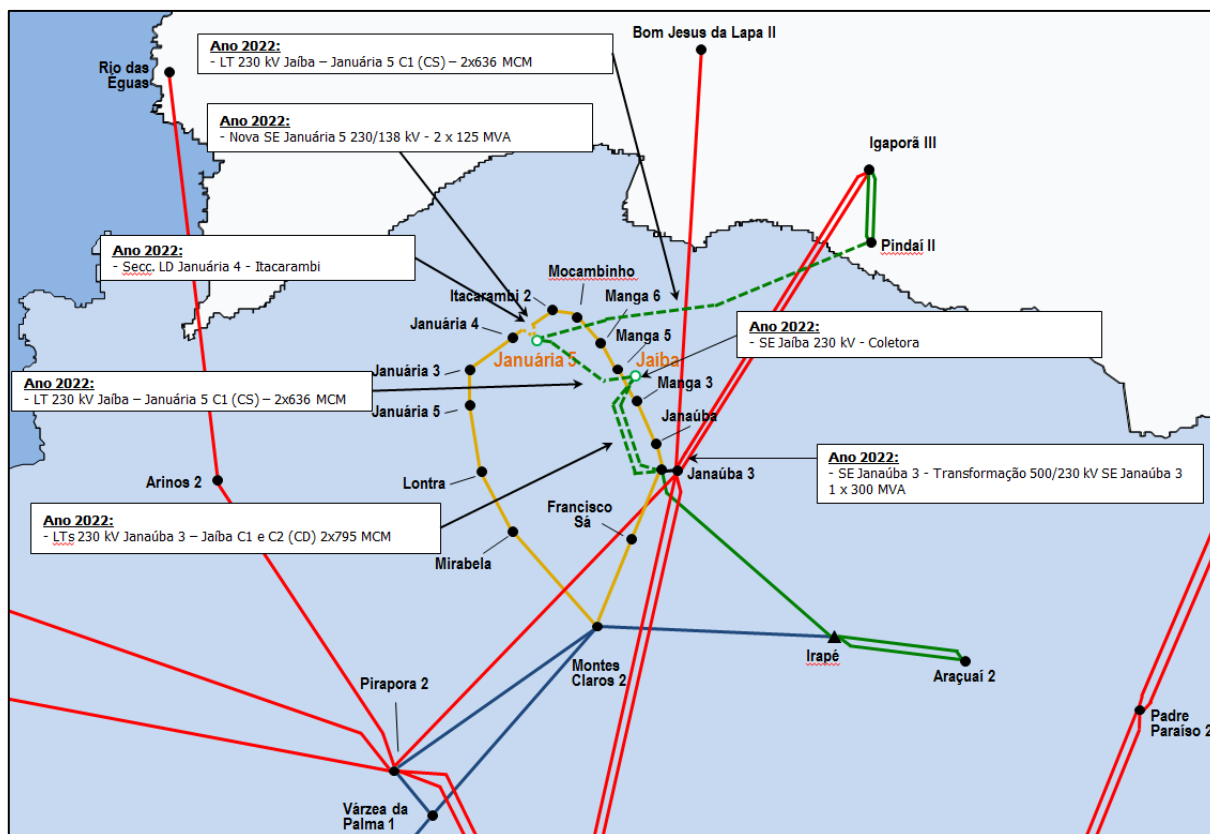 Bom Jesus da Lapa II
Ano 2022:
- LT 230 kV Jaíba – Januária 5 C1 (CS) – 2x636 MCM
Rio das
Éguas
Ano 2022:
- Nova SE Januária 5 230/138 kV - 2 x 125 MVA
Igaporã III
Ano 2022:
- Secc. LD Januária 4 - Itacarambi
Pindaí II
Mocambinho
Itacarambi 2
Manga 6
Januária 4
Manga 5
Ano 2022:
- SE Jaíba 230 kV - Coletora
Januária 5
Jaíba
Januária 3
Manga 3
Ano 2022:
- LT 230 kV Jaíba – Januária 5 C1 (CS) – 2x636 MCM
Januária 5
Janaúba
Ano 2022:
- SE Janaúba 3 - Transformação 500/230 kV SE Janaúba 3
1 x 300 MVA
Janaúba 3
Arinos 2
Lontra
Ano 2022:
- LTs 230 kV Janaúba 3 – Jaíba C1 e C2 (CD) 2x795 MCM
Francisco
Sá
Mirabela
Irapé
Montes
Claros 2
Araçuaí 2
Pirapora 2
Padre
Paraíso 2
Várzea da
Palma 1